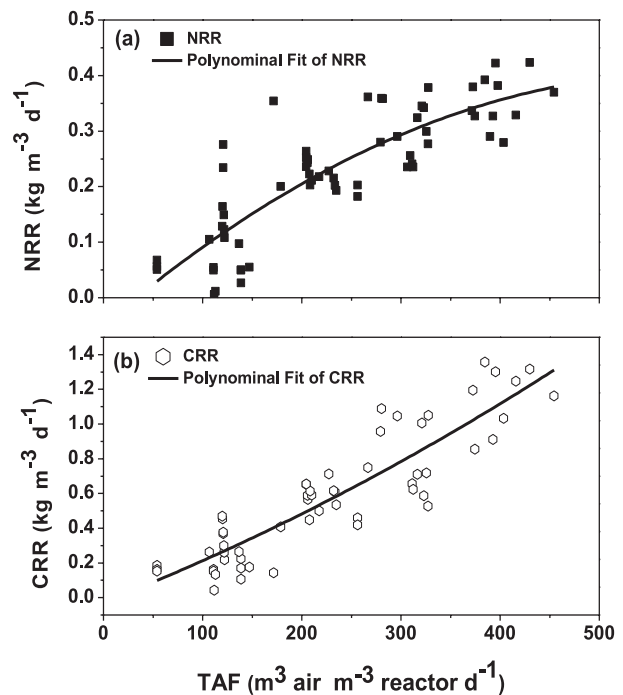 0.5
(a)
NRR
Polynominal Fit of NRR
0.4
0.3
0.2
0.1
0.0
NRR (kg m⁻³ d⁻¹)
(b)
CRR
Polynominal Fit of CRR
1.4
1.2
1.0
0.8
0.6
0.4
0.2
0.0
CRR (kg m⁻³ d⁻¹)
0 100 200 300 400 500
TAF (m³ air m⁻³ reactor d⁻¹)